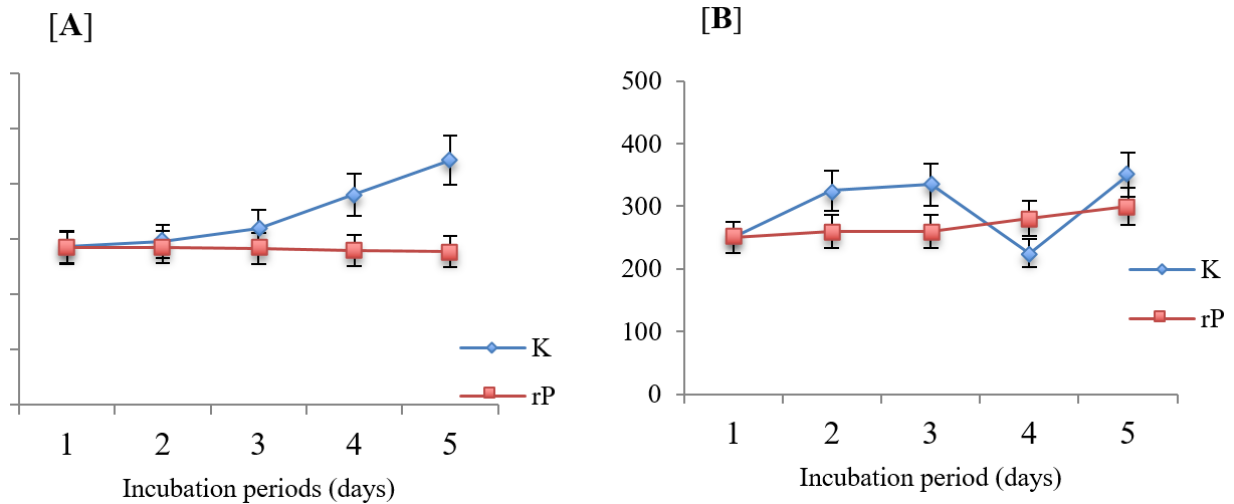 [A]
K
rP
1 2 3 4 5
Incubation periods (days)
[B]
500
400
300
200
100
0
K
rP
1 2 3 4 5
Incubation period (days)